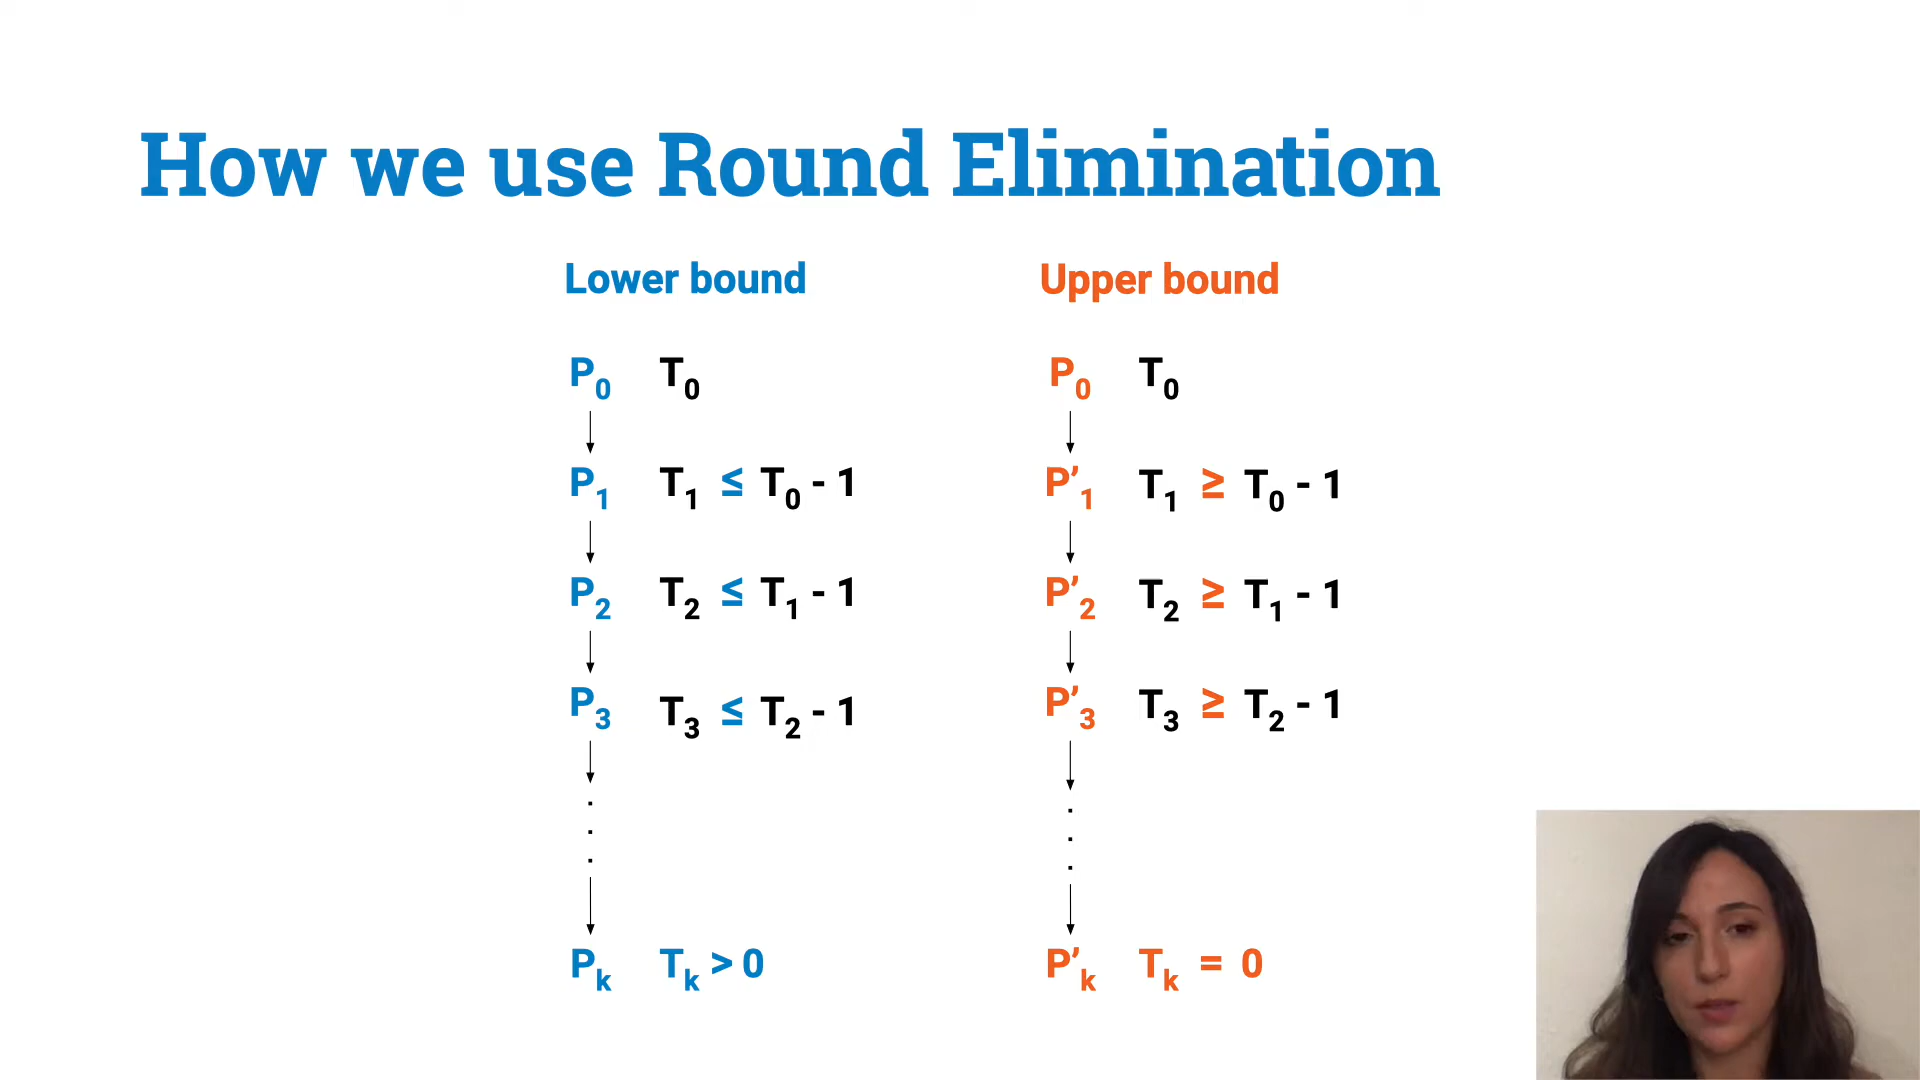 How we use Round Elimination
Lower bound
P₀ T₀
P₁ T₁ ≤ T₀ - 1
P₂ T₂ ≤ T₁ - 1
P₃ T₃ ≤ T₂ - 1
.
.
.
Pₖ Tₖ > 0
Upper bound
P₀ T₀
P’₁ T₁ ≥ T₀ - 1
P’₂ T₂ ≥ T₁ - 1
P’₃ T₃ ≥ T₂ - 1
.
.
.
P’ₖ Tₖ = 0